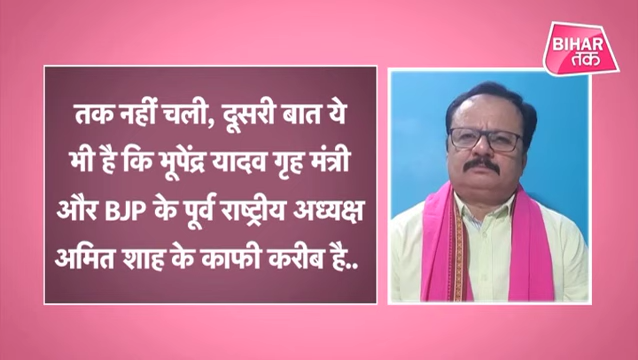 BIHAR
तक
तक नहीं चली, दूसरी बात ये
भी है कि भूपेंद्र यादव गृह मंत्री
और BJP के पूर्व राष्ट्रीय अध्यक्ष
अमित शाह के काफी करीब है..